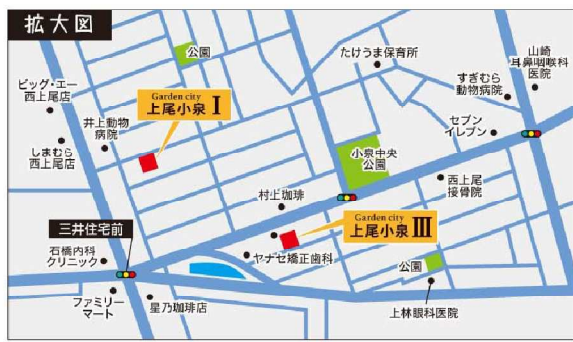 拡大図
公園
たけうま保育所
山崎
耳鼻咽喉科
医院
ビッグ・エー
西上尾店
Garden city
上尾小泉 I
すぎむら
動物病院
井上動物
病院
セブン
イレブン
しまむら
西上尾店
小泉中央
公園
西上尾
接骨院
村上珈琲
Garden city
上尾小泉 III
三井住宅前
石橋内科
クリニック
ヤナセ矯正歯科
公園
ファミリー
マート
星乃珈琲店
上林眼科医院